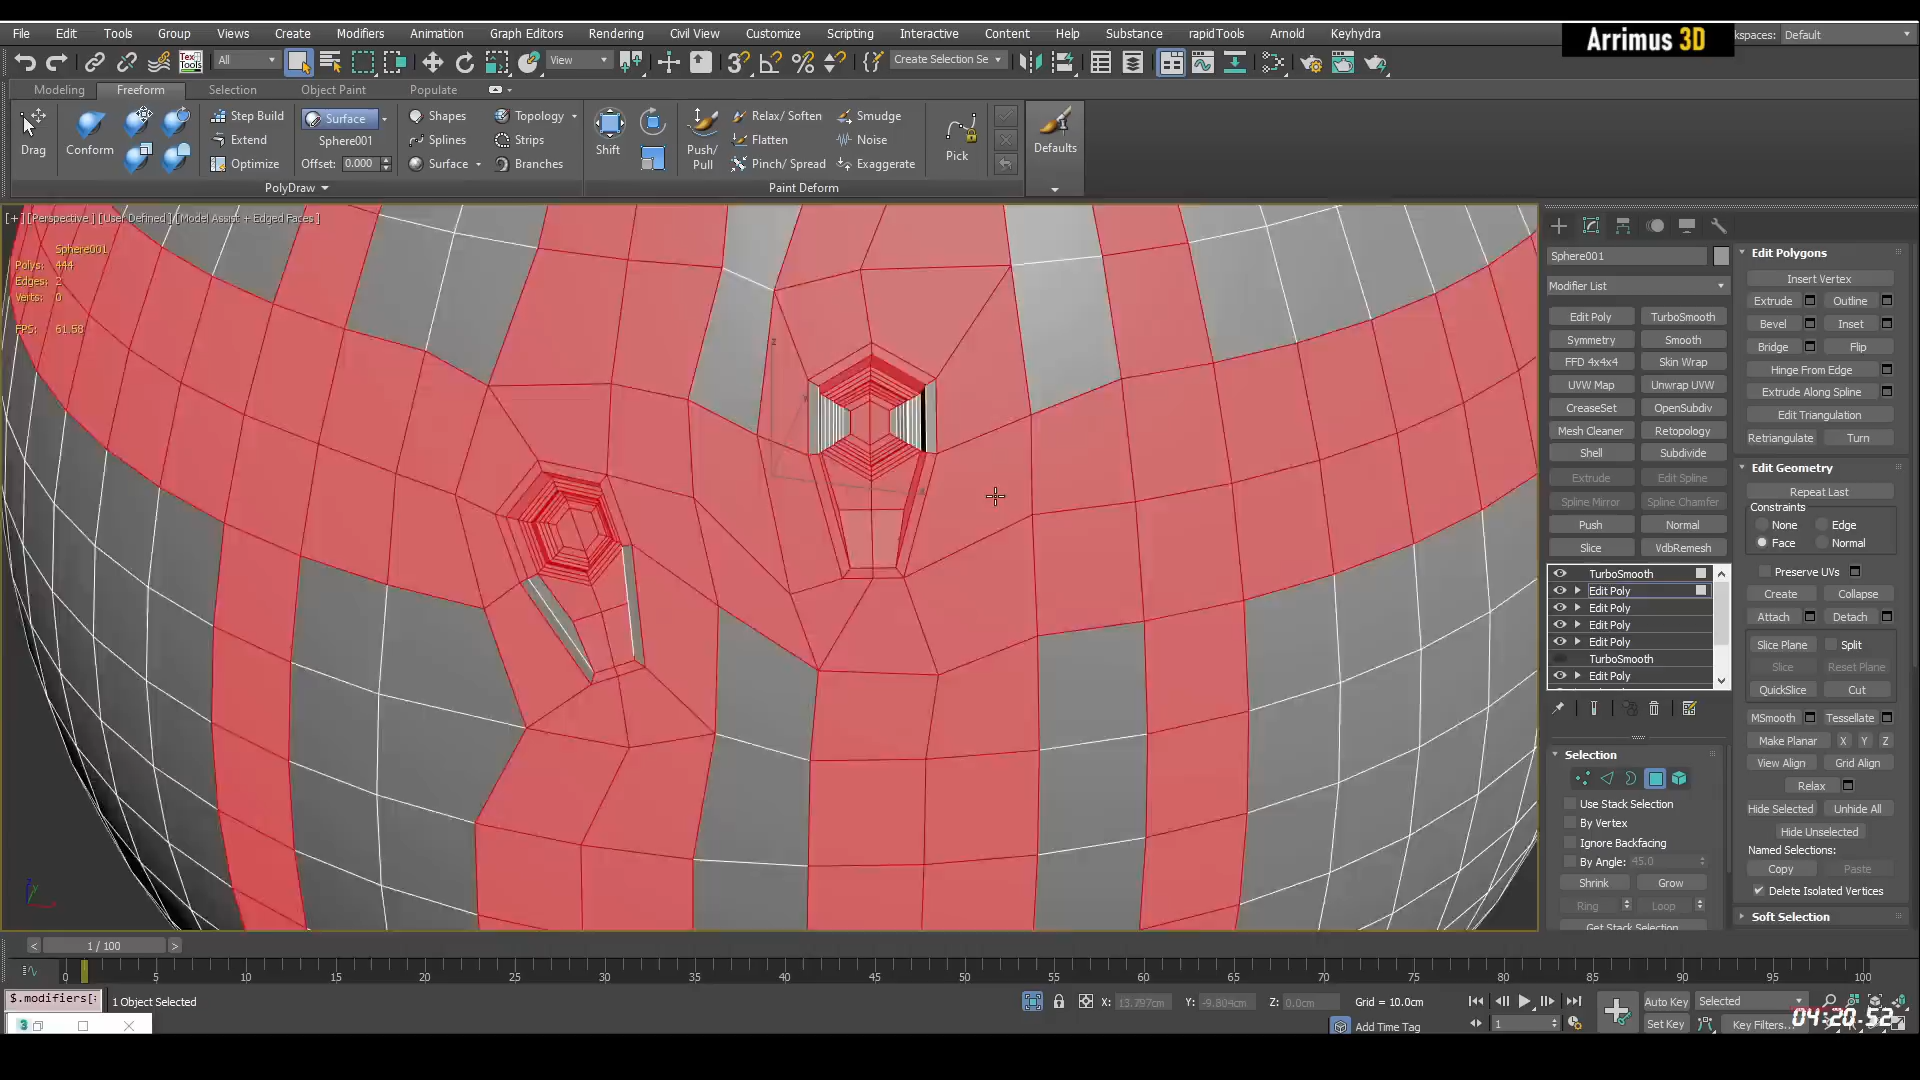 File Edit Tools Group Views Create Modifiers Animation Graph Editors Rendering Civil View Customize Scripting Interactive Content Help Substance rapidTools Arnold Keyhydra
Arrimus 3D
kspaces: Default
Tex Tools
All
View
Create Selection Se
Modeling Freeform Selection Object Paint Populate
Drag
Conform
Step Build
Extend
Optimize
Surface
Sphere001
Offset: 0.000
Shapes
Splines
Surface
Topology
Strips
Branches
PolyDraw
Shift
Push/
Pull
Relax/ Soften
Flatten
Pinch/ Spread
Smudge
Noise
Exaggerate
Paint Deform
Pick
Defaults
[+] [Perspective ] [User Defined ] [Model Assist + Edged Faces ]
Sphere001
Polys: 444
Edges: 2
Verts: 0
FPS: 61.58
Sphere001
Modifier List
Edit Poly TurboSmooth
Symmetry Smooth
FFD 4x4x4 Skin Wrap
UVW Map Unwrap UVW
CreaseSet OpenSubdiv
Mesh Cleaner Retopology
Shell Subdivide
Extrude Edit Spline
Spline Mirror Spline Chamfer
Push Normal
Slice VdbRemesh
TurboSmooth
Edit Poly
Edit Poly
Edit Poly
Edit Poly
TurboSmooth
Edit Poly
Selection
Use Stack Selection
By Vertex
Ignore Backfacing
By Angle: 45.0
Shrink Grow
Ring Loop
Get Stack Selection
Edit Polygons
Insert Vertex
Extrude Outline
Bevel Inset
Bridge Flip
Hinge From Edge
Extrude Along Spline
Edit Triangulation
Retriangulate Turn
Edit Geometry
Repeat Last
Constraints
None Edge
Face Normal
Preserve UVs
Create Collapse
Attach Detach
Slice Plane Split
Slice Reset Plane
QuickSlice Cut
MSmooth Tessellate
Make Planar X Y Z
View Align Grid Align
Relax
Hide Selected Unhide All
Hide Unselected
Named Selections:
Copy Paste
Delete Isolated Vertices
Soft Selection
< 1 / 100 >
0 5 10 15 20 25 30 35 40 45 50 55 60 65 70 75 80 85 90 95 100
$.modifiers[
1 Object Selected
X: 13.797cm Y: -9.804cm Z: 0.0cm Grid = 10.0cm
Add Time Tag
1
Auto Key Selected
Set Key Key Filters...
04:20.52